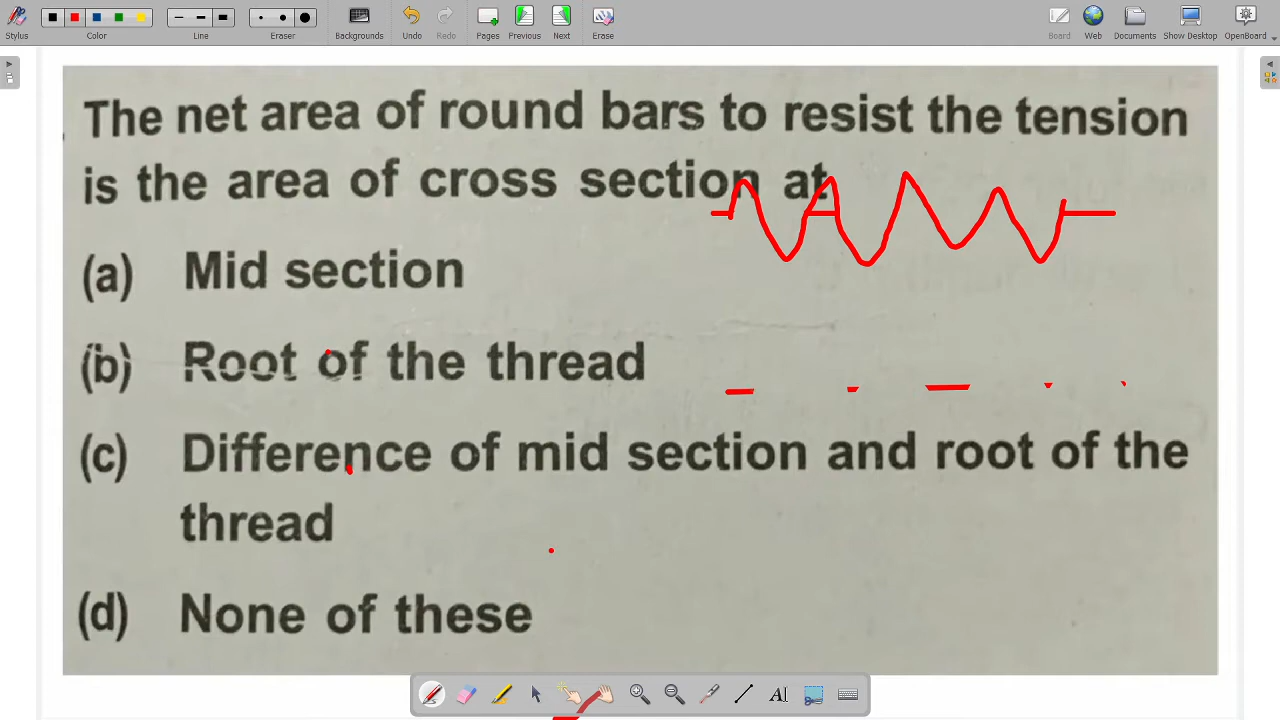 Stylus
Color
Line
Eraser
Backgrounds
Undo
Redo
Pages
Previous
Next
Erase
Board
Web
Documents
Show Desktop
OpenBoard
The net area of round bars to resist the tension
is the area of cross section at
(a) Mid section
(b) Root of the thread
(c) Difference of mid section and root of the
thread
(d) None of these
AI